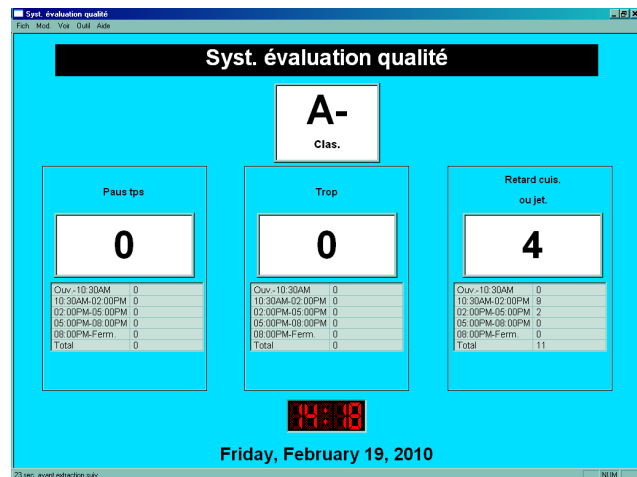 Syst. évaluation qualité
Fich Mod. Voir Outil Aide
Syst. évaluation qualité
A-
Clas.
Paus tps
0
Ouv.-10:30AM 0
10:30AM-02:00PM 0
02:00PM-05:00PM 0
05:00PM-08:00PM 0
08:00PM-Ferm. 0
Total 0
Trop
0
Ouv.-10:30AM 0
10:30AM-02:00PM 0
02:00PM-05:00PM 0
05:00PM-08:00PM 0
08:00PM-Ferm. 0
Total 0
Retard cuis.
ou jet.
4
Ouv.-10:30AM 0
10:30AM-02:00PM 9
02:00PM-05:00PM 2
05:00PM-08:00PM 0
08:00PM-Ferm. 0
Total 11
14:18
Friday, February 19, 2010
23 sec. avant extraction suiv. NUM